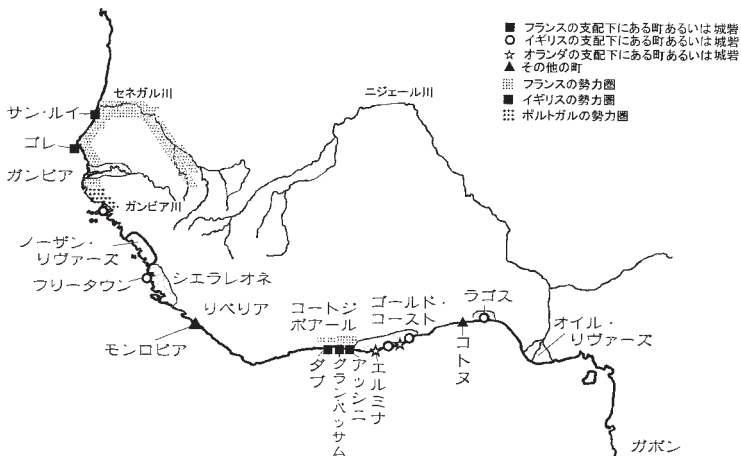 ■ フランスの支配下にある町あるいは城砦
○ イギリスの支配下にある町あるいは城砦
☆ オランダの支配下にある町あるいは城砦
▲ その他の町
フランスの勢力圏
イギリスの勢力圏
ポルトガルの勢力圏
セネガル川
ニジェール川
サン・ルイ
ゴレ
ガンビア
ガンビア川
ノーザン・
リヴァーズ
シエラレオネ
フリータウン
リベリア
モンロビア
コートジ
ボアール
ゴールド・
コースト
ラゴス
オイル・
リヴァーズ
ダブ
グランバッサム
アッシニ
エルミナ
コトヌ
ガボン